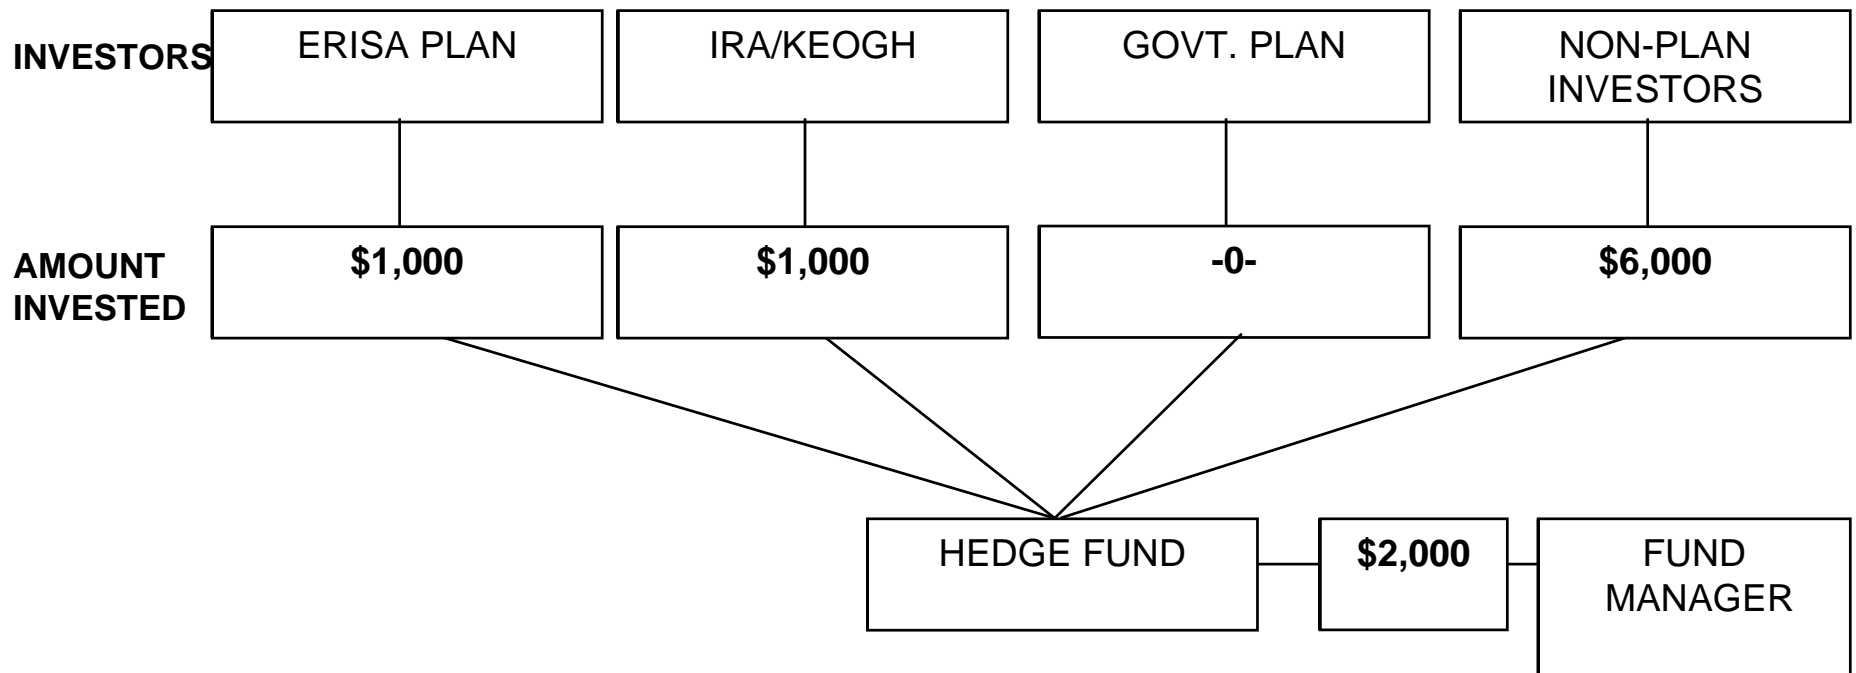 INVESTORS
ERISA PLAN
IRA/KEOGH
GOVT. PLAN
NON-PLAN
INVESTORS
AMOUNT
INVESTED
$1,000
$1,000
-0-
$6,000
HEDGE FUND
$2,000
FUND
MANAGER